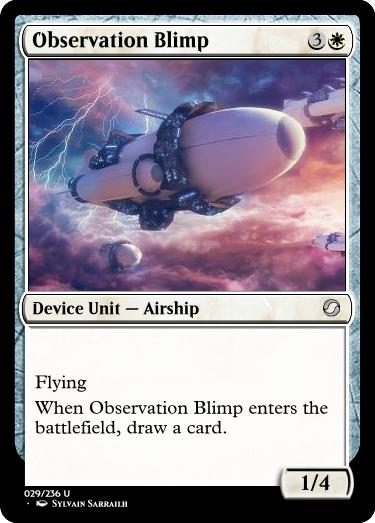 Observation Blimp 3
Device Unit — Airship
Flying
When Observation Blimp enters the
battlefield, draw a card.
1/4
029/236 U
· Sylvain Sarrailh